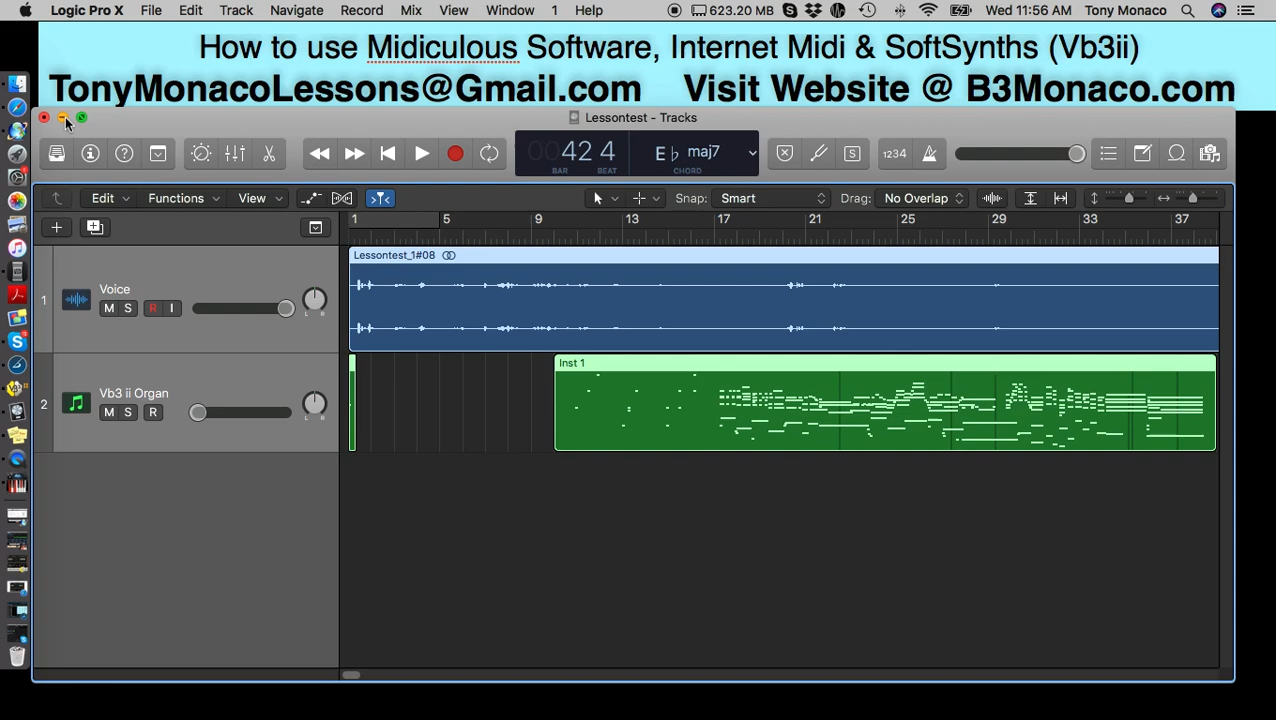 Logic Pro X File Edit Track Navigate Record Mix View Window 1 Help 623.20 MB Wed 11:56 AM Tony Monaco
How to use Midiculous Software, Internet Midi & SoftSynths (Vb3ii)
TonyMonacoLessons@Gmail.com Visit Website @ B3Monaco.com
Lessontest - Tracks
0042 4 E♭ maj7
1234
BAR BEAT CHORD
Edit Functions View Snap: Smart Drag: No Overlap
1 5 9 13 17 21 25 29 33 37
Lessontest_1#08
1 Voice
M S R I L R
Inst 1
2 Vb3 ii Organ
M S R L R